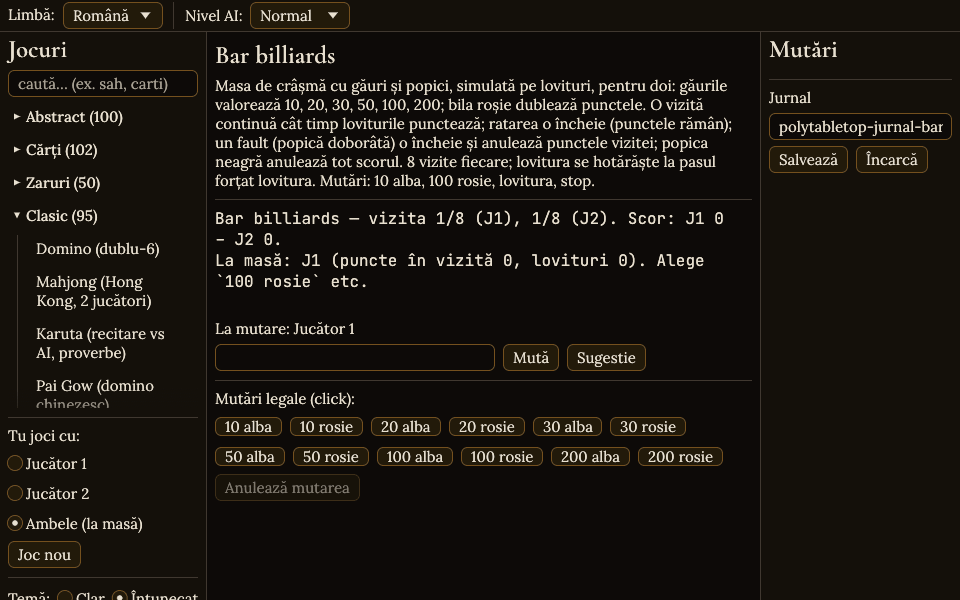 Limbă: Română ▼ Nivel AI: Normal ▼
Jocuri
caută... (ex. sah, carti)
▸ Abstract (100)
▸ Cărți (102)
▸ Zaruri (50)
▾ Clasic (95)
Domino (dublu-6)
Mahjong (Hong
Kong, 2 jucători)
Karuta (recitare vs
AI, proverbe)
Pai Gow (domino
chinezesc)
Tu joci cu:
Jucător 1
Jucător 2
Ambele (la masă)
Joc nou
Temă: Clar Întunecat
Bar billiards
Masa de crâșmă cu găuri și popici, simulată pe lovituri, pentru doi: găurile
valorează 10, 20, 30, 50, 100, 200; bila roșie dublează punctele. O vizită
continuă cât timp loviturile punctează; ratarea o încheie (punctele rămân);
un fault (popică doborâtă) o încheie și anulează punctele vizitei; popica
neagră anulează tot scorul. 8 vizite fiecare; lovitura se hotărăște la pasul
forțat lovitura. Mutări: 10 alba, 100 rosie, lovitura, stop.
Bar billiards — vizita 1/8 (J1), 1/8 (J2). Scor: J1 0
– J2 0.
La masă: J1 (puncte în vizită 0, lovituri 0). Alege
`100 rosie` etc.
La mutare: Jucător 1
Mută Sugestie
Mutări legale (click):
10 alba 10 rosie 20 alba 20 rosie 30 alba 30 rosie
50 alba 50 rosie 100 alba 100 rosie 200 alba 200 rosie
Anulează mutarea
Mutări
Jurnal
polytabletop-jurnal-bar
Salvează Încarcă